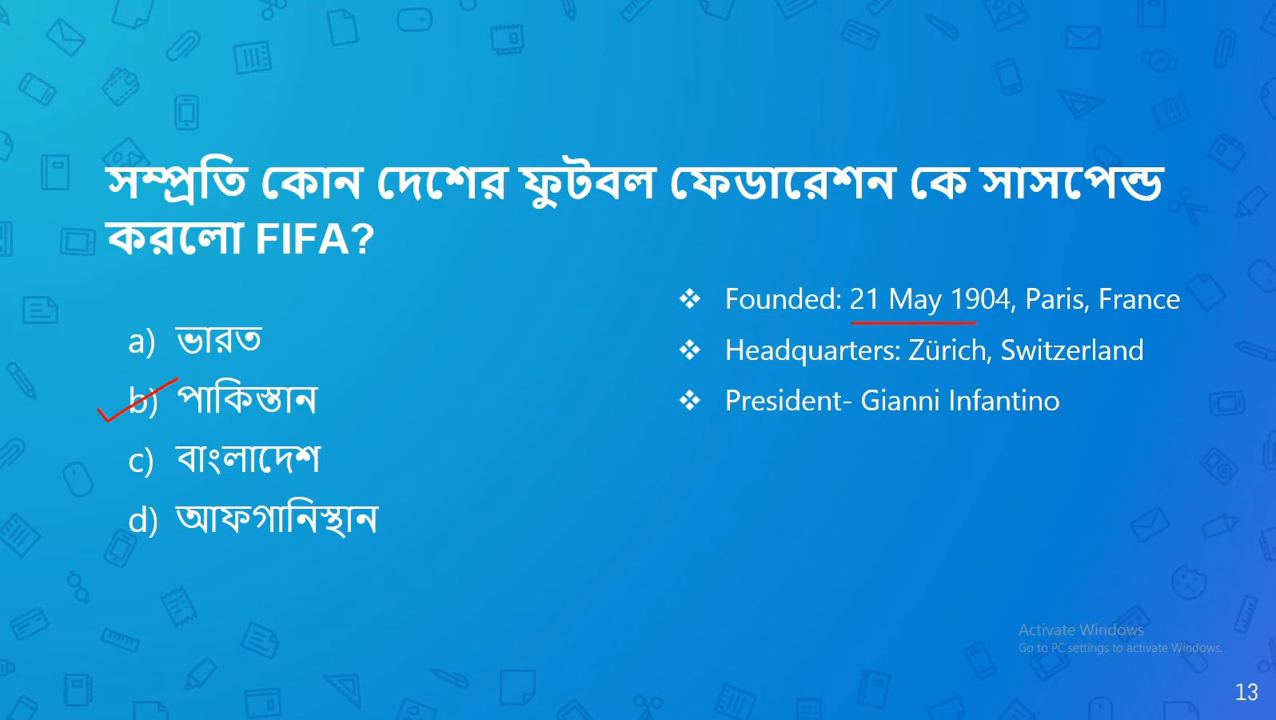 সম্প্রতি কোন দেশের ফুটবল ফেডারেশন কে সাসপেন্ড
করলো FIFA?
a) ভারত
b) পাকিস্তান
c) বাংলাদেশ
d) আফগানিস্থান
❖ Founded: 21 May 1904, Paris, France
❖ Headquarters: Zürich, Switzerland
❖ President- Gianni Infantino
Activate Windows
Go to PC settings to activate Windows.
13